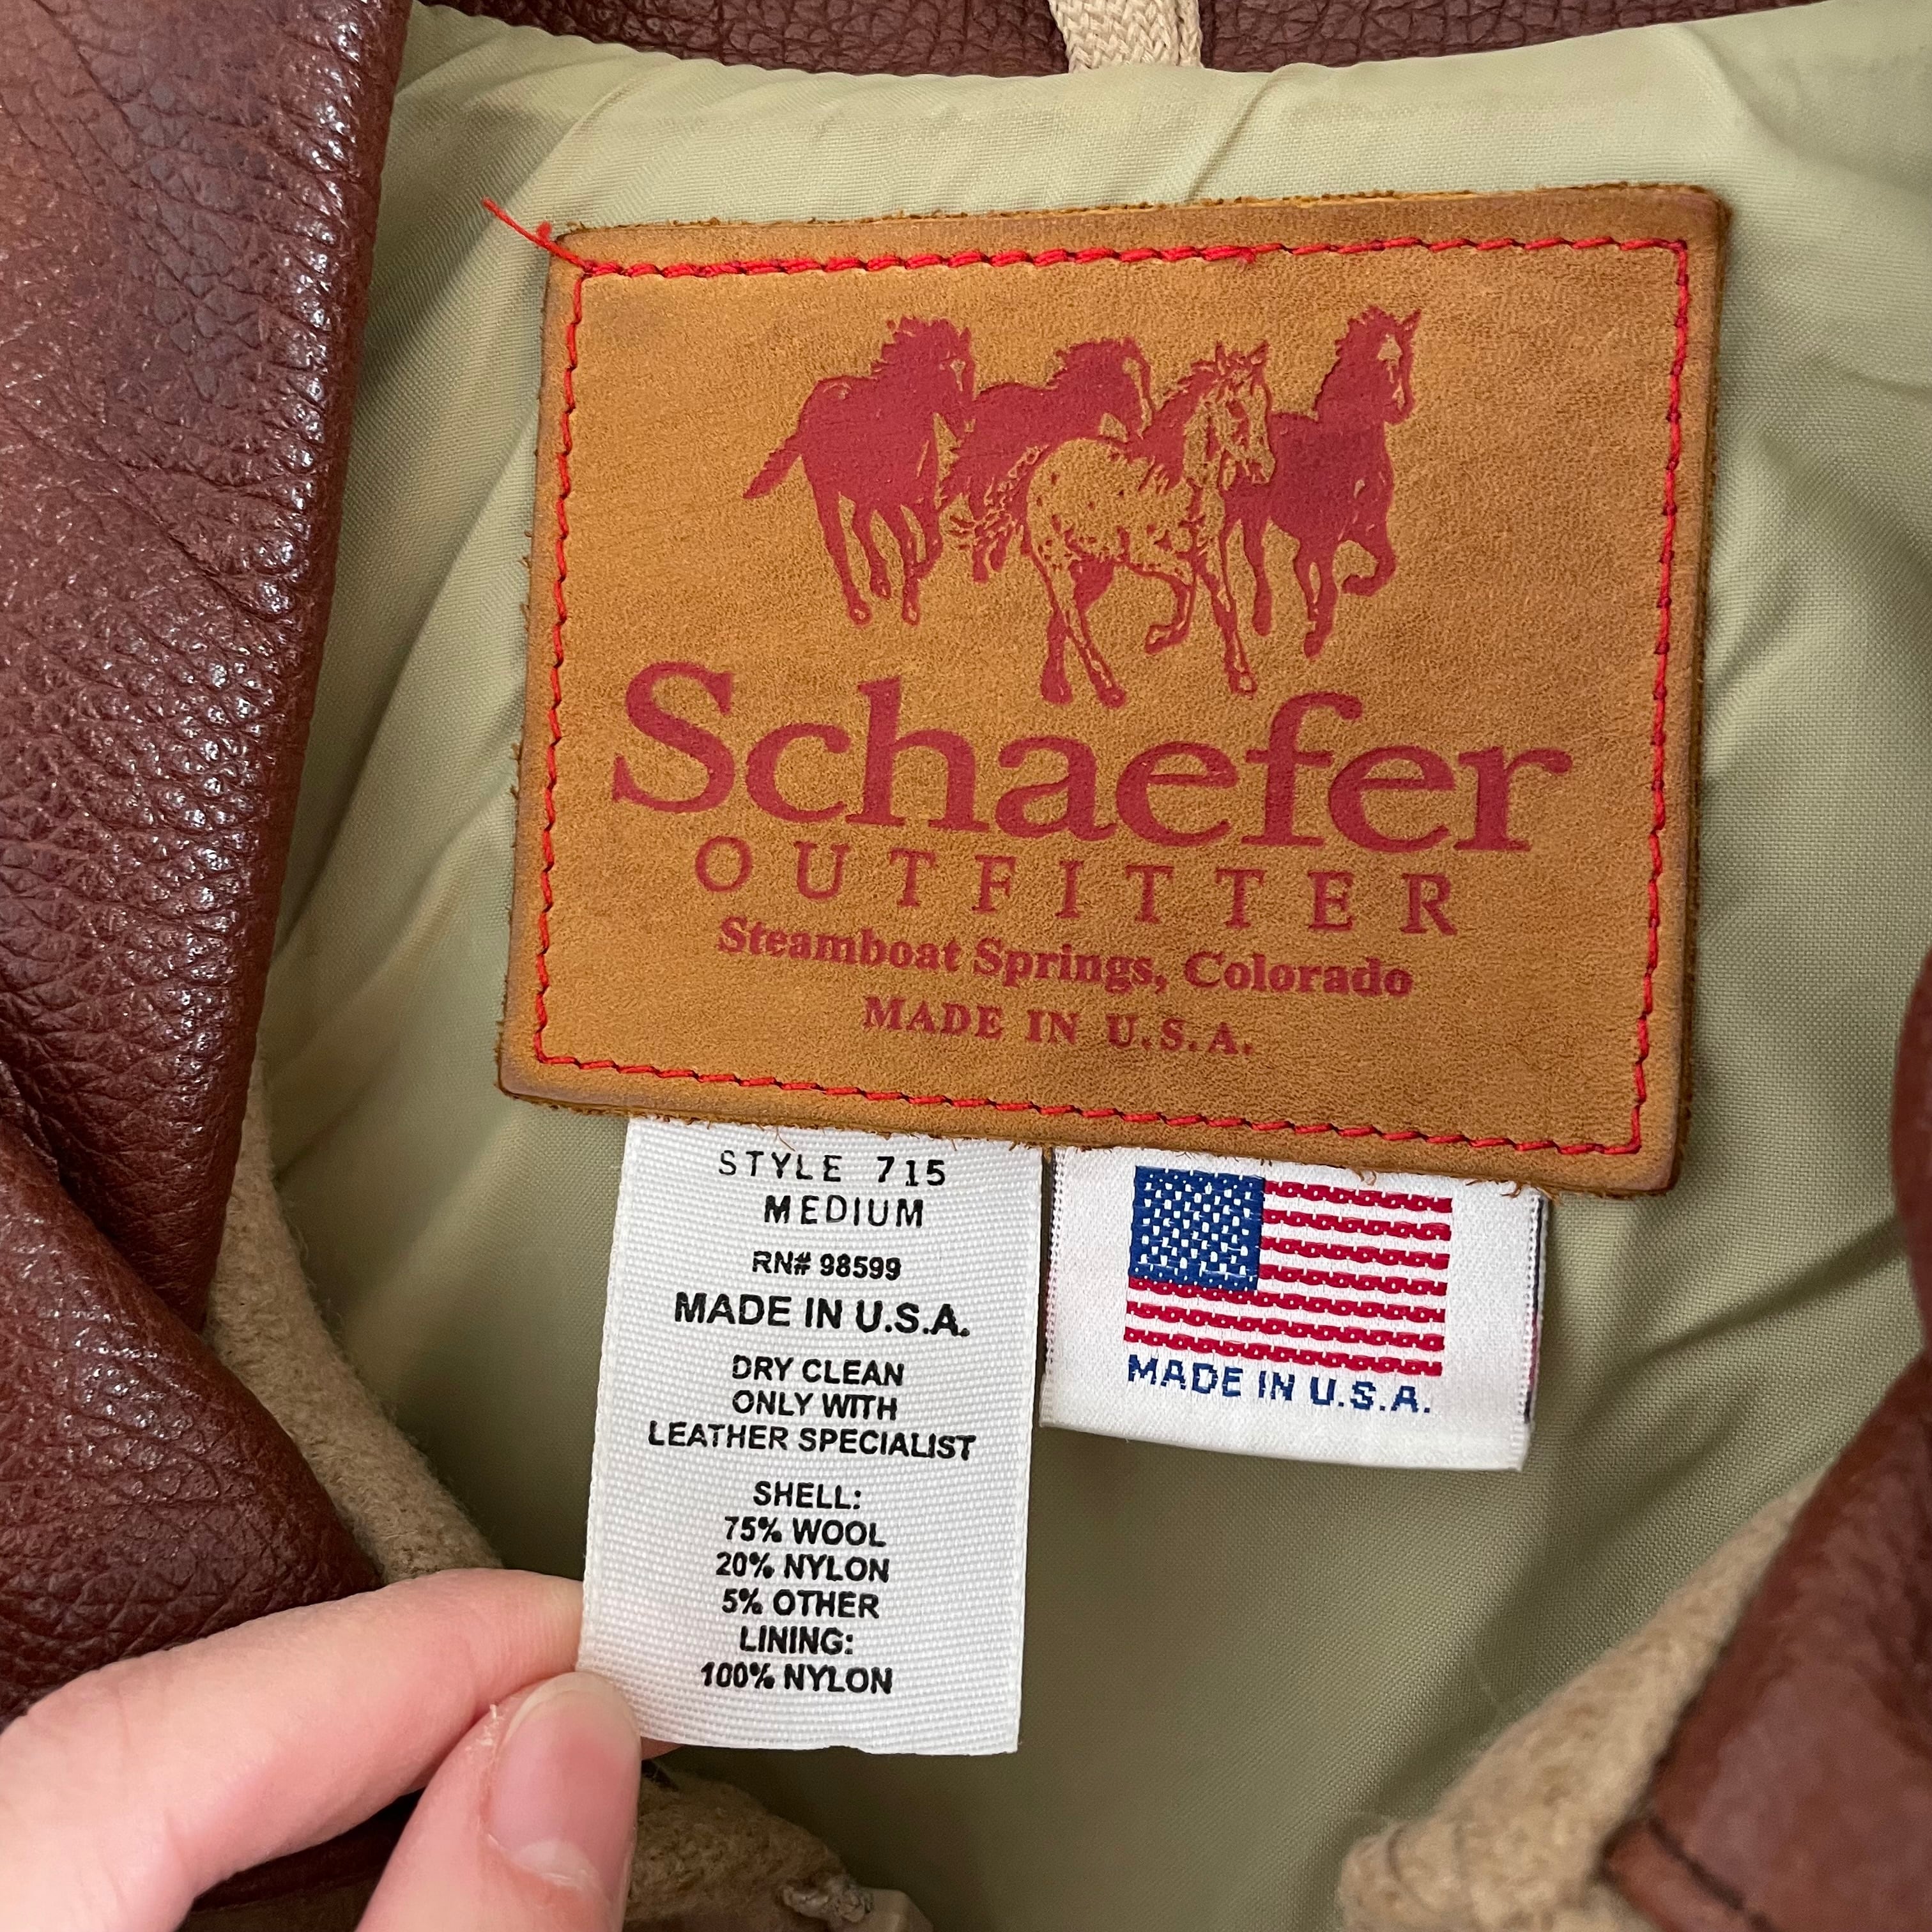 Schaefer
OUTFITTER
Steamboat Springs, Colorado
MADE IN U.S.A.
STYLE 715
MEDIUM
RN# 98599
MADE IN U.S.A.
DRY CLEAN
ONLY WITH
LEATHER SPECIALIST
SHELL:
75% WOOL
20% NYLON
5% OTHER
LINING:
100% NYLON
MADE IN U.S.A.